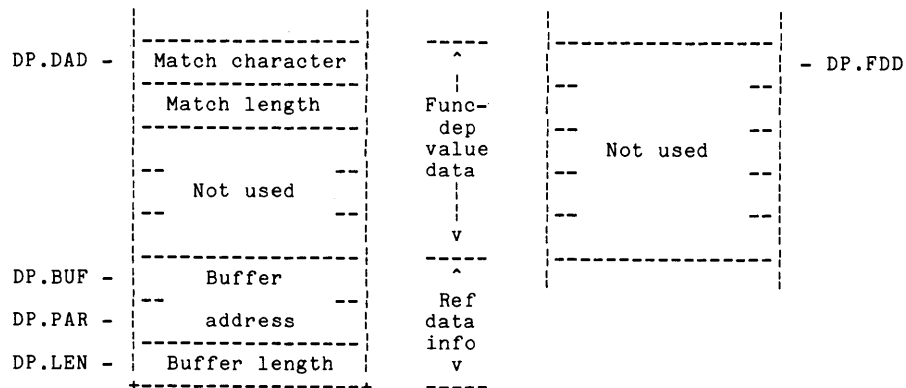 DP.DAD - Match character ^ - DP.FDD
Match length Func-
dep
value Not used
data
Not used
v
DP.BUF - Buffer ^
Ref
DP.PAR - address data
info
DP.LEN - Buffer length v